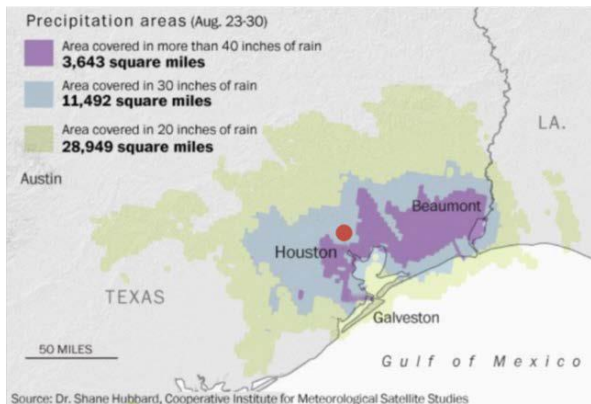 Precipitation areas (Aug. 23-30)
Area covered in more than 40 inches of rain
3,643 square miles
Area covered in 30 inches of rain
11,492 square miles
Area covered in 20 inches of rain
28,949 square miles
LA.
Austin
Beaumont
Houston
TEXAS
Galveston
50 MILES
Gulf of Mexico
Source: Dr. Shane Hubbard, Cooperative Institute for Meteorological Satellite Studies